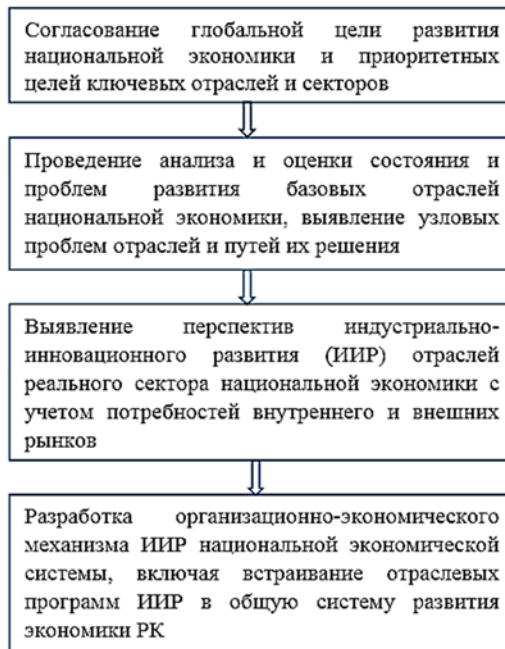 Согласование глобальной цели развития
национальной экономики и приоритетных
целей ключевых отраслей и секторов
Проведение анализа и оценки состояния и
проблем развития базовых отраслей
национальной экономики, выявление узловых
проблем отраслей и путей их решения
Выявление перспектив индустриально-
инновационного развития (ИИР) отраслей
реального сектора национальной экономики с
учетом потребностей внутреннего и внешних
рынков
Разработка организационно-экономического
механизма ИИР национальной экономической
системы, включая встраивание отраслевых
программ ИИР в общую систему развития
экономики РК